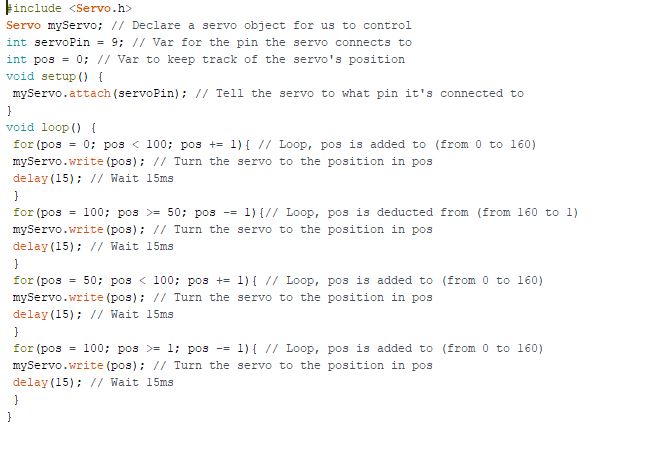 #include <Servo.h>
Servo myServo; // Declare a servo object for us to control
int servoPin = 9; // Var for the pin the servo connects to
int pos = 0; // Var to keep track of the servo's position
void setup() {
 myServo.attach(servoPin); // Tell the servo to what pin it's connected to
}
void loop() {
 for(pos = 0; pos < 100; pos += 1){ // Loop, pos is added to (from 0 to 160)
 myServo.write(pos); // Turn the servo to the position in pos
 delay(15); // Wait 15ms
 }
 for(pos = 100; pos >= 50; pos -= 1){// Loop, pos is deducted from (from 160 to 1)
 myServo.write(pos); // Turn the servo to the position in pos
 delay(15); // Wait 15ms
 }
 for(pos = 50; pos < 100; pos += 1){ // Loop, pos is added to (from 0 to 160)
 myServo.write(pos); // Turn the servo to the position in pos
 delay(15); // Wait 15ms
 }
 for(pos = 100; pos >= 1; pos -= 1){ // Loop, pos is added to (from 0 to 160)
 myServo.write(pos); // Turn the servo to the position in pos
 delay(15); // Wait 15ms
 }
}